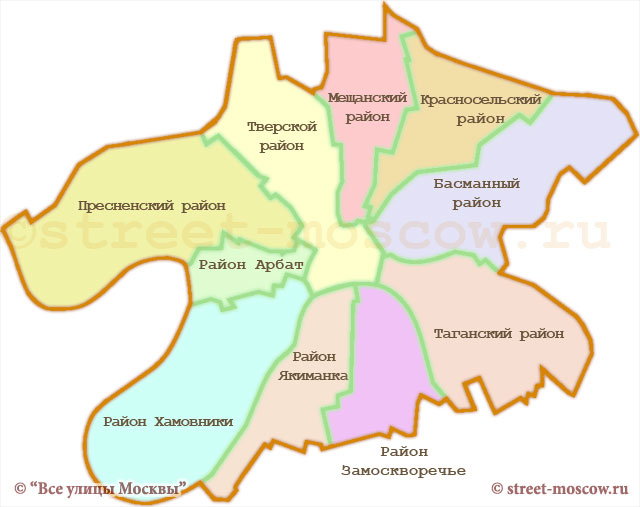 Мещанский
район
Красносельский
район
Тверской
район
Басманный
район
Пресненский район
© street-moscow.ru
Район Арбат
Таганский район
Район
Якиманка
Район Хамовники
Район
Замоскворечье
© “Все улицы Москвы”
© street-moscow.ru